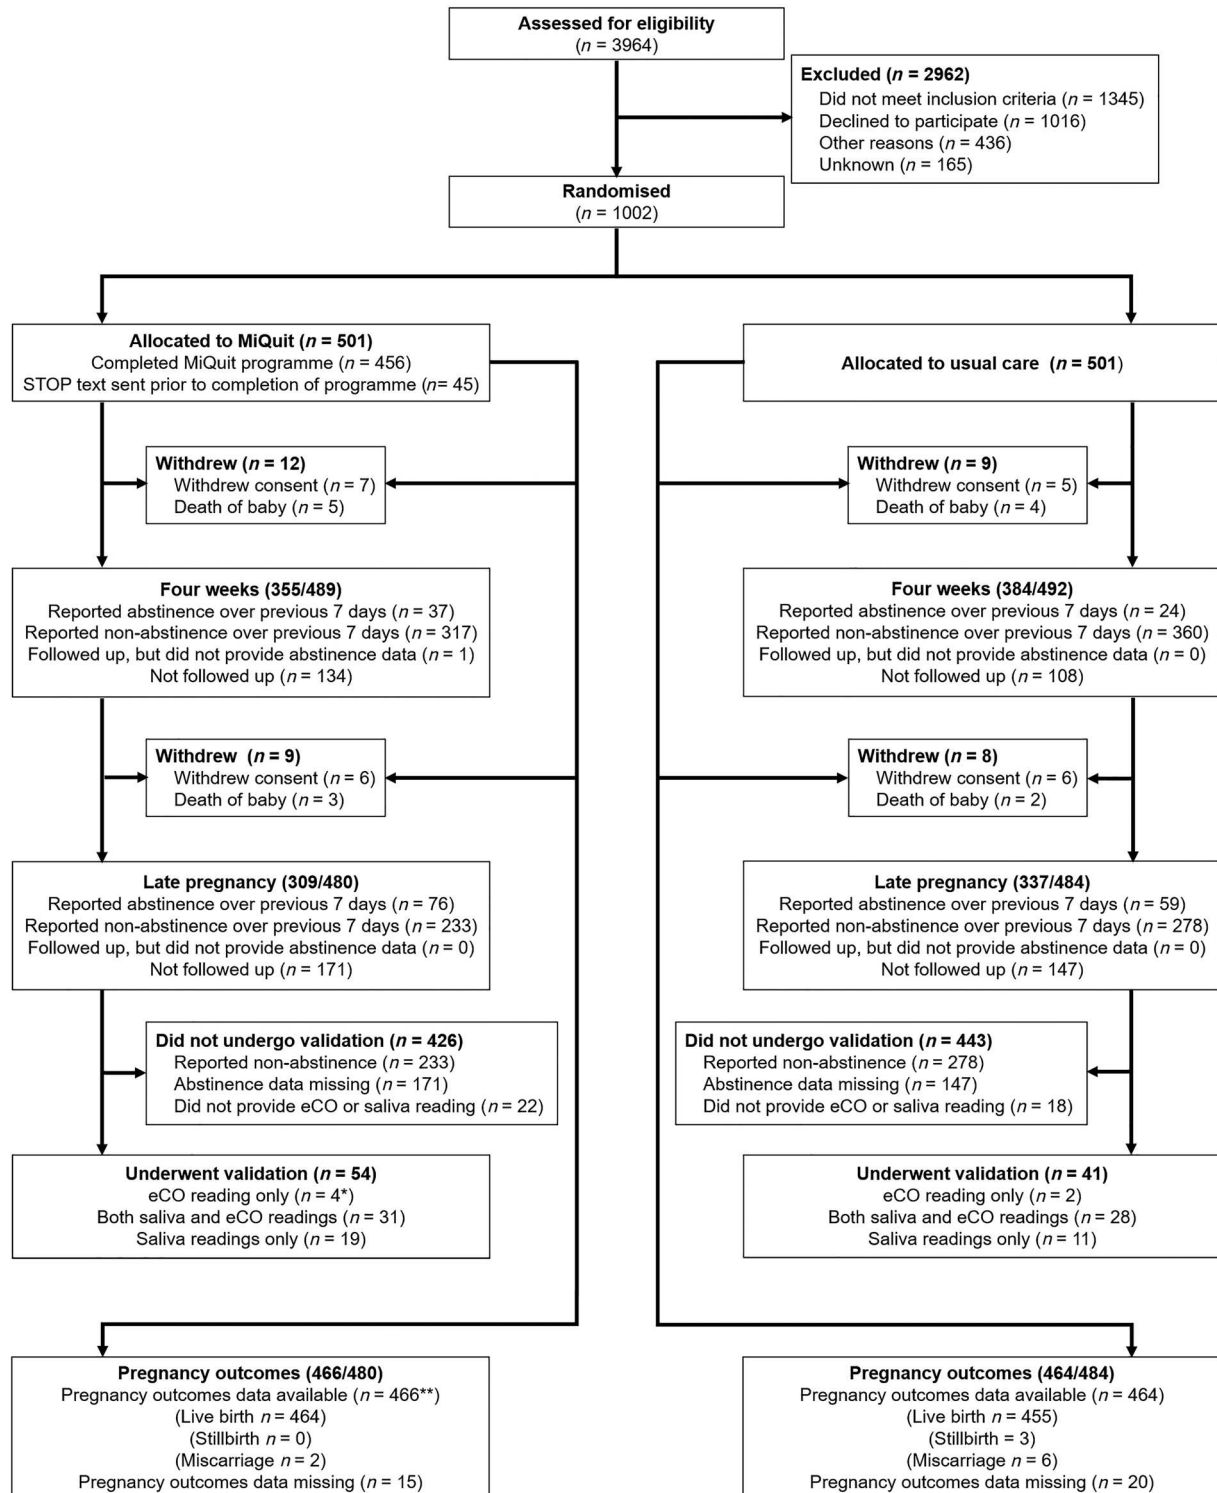 Assessed for eligibility
(n = 3964)
Excluded (n = 2962)
Did not meet inclusion criteria (n = 1345)
Declined to participate (n = 1016)
Other reasons (n = 436)
Unknown (n = 165)
Randomised
(n = 1002)
Allocated to MiQuit (n = 501)
Completed MiQuit programme (n = 456)
STOP text sent prior to completion of programme (n= 45)
Allocated to usual care (n = 501)
Withdrew (n = 12)
Withdrew consent (n = 7)
Death of baby (n = 5)
Withdrew (n = 9)
Withdrew consent (n = 5)
Death of baby (n = 4)
Four weeks (355/489)
Reported abstinence over previous 7 days (n = 37)
Reported non-abstinence over previous 7 days (n = 317)
Followed up, but did not provide abstinence data (n = 1)
Not followed up (n = 134)
Four weeks (384/492)
Reported abstinence over previous 7 days (n = 24)
Reported non-abstinence over previous 7 days (n = 360)
Followed up, but did not provide abstinence data (n = 0)
Not followed up (n = 108)
Withdrew (n = 9)
Withdrew consent (n = 6)
Death of baby (n = 3)
Withdrew (n = 8)
Withdrew consent (n = 6)
Death of baby (n = 2)
Late pregnancy (309/480)
Reported abstinence over previous 7 days (n = 76)
Reported non-abstinence over previous 7 days (n = 233)
Followed up, but did not provide abstinence data (n = 0)
Not followed up (n = 171)
Late pregnancy (337/484)
Reported abstinence over previous 7 days (n = 59)
Reported non-abstinence over previous 7 days (n = 278)
Followed up, but did not provide abstinence data (n = 0)
Not followed up (n = 147)
Did not undergo validation (n = 426)
Reported non-abstinence (n = 233)
Abstinence data missing (n = 171)
Did not provide eCO or saliva reading (n = 22)
Did not undergo validation (n = 443)
Reported non-abstinence (n = 278)
Abstinence data missing (n = 147)
Did not provide eCO or saliva reading (n = 18)
Underwent validation (n = 54)
eCO reading only (n = 4*)
Both saliva and eCO readings (n = 31)
Saliva readings only (n = 19)
Underwent validation (n = 41)
eCO reading only (n = 2)
Both saliva and eCO readings (n = 28)
Saliva readings only (n = 11)
Pregnancy outcomes (466/480)
Pregnancy outcomes data available (n = 466**)
(Live birth n = 464)
(Stillbirth n = 0)
(Miscarriage n = 2)
Pregnancy outcomes data missing (n = 15)
Pregnancy outcomes (464/484)
Pregnancy outcomes data available (n = 464)
(Live birth n = 455)
(Stillbirth = 3)
(Miscarriage n = 6)
Pregnancy outcomes data missing (n = 20)